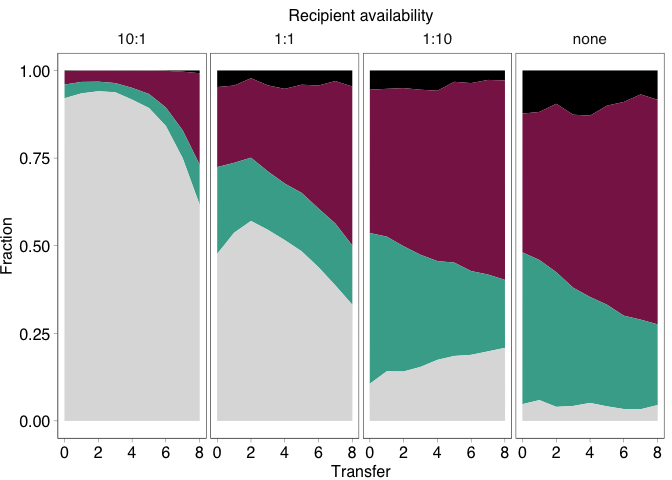 Recipient availability
10:1 1:1 1:10 none
1.00
0.75
0.50
0.25
0.00
Fraction
0 2 4 6 8 0 2 4 6 8 0 2 4 6 8 0 2 4 6 8
Transfer